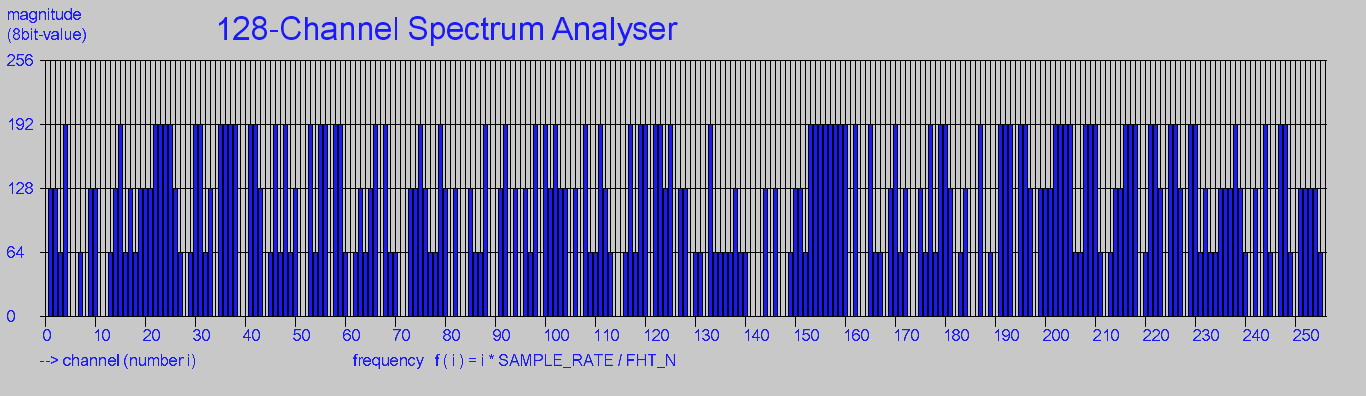 magnitude
(8bit-value)
128-Channel Spectrum Analyser
256
192
128
64
0
0 10 20 30 40 50 60 70 80 90 100 110 120 130 140 150 160 170 180 190 200 210 220 230 240 250
--> channel (number i)
frequency f ( i ) = i * SAMPLE_RATE / FHT_N